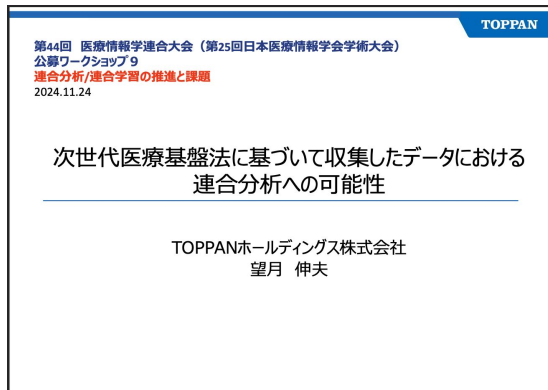 TOPPAN
第44回 医療情報学連合大会（第25回日本医療情報学会学術大会）
公募ワークショップ９
連合分析/連合学習の推進と課題
2024.11.24
次世代医療基盤法に基づいて収集したデータにおける
連合分析への可能性
TOPPANホールディングス株式会社
望月 伸夫